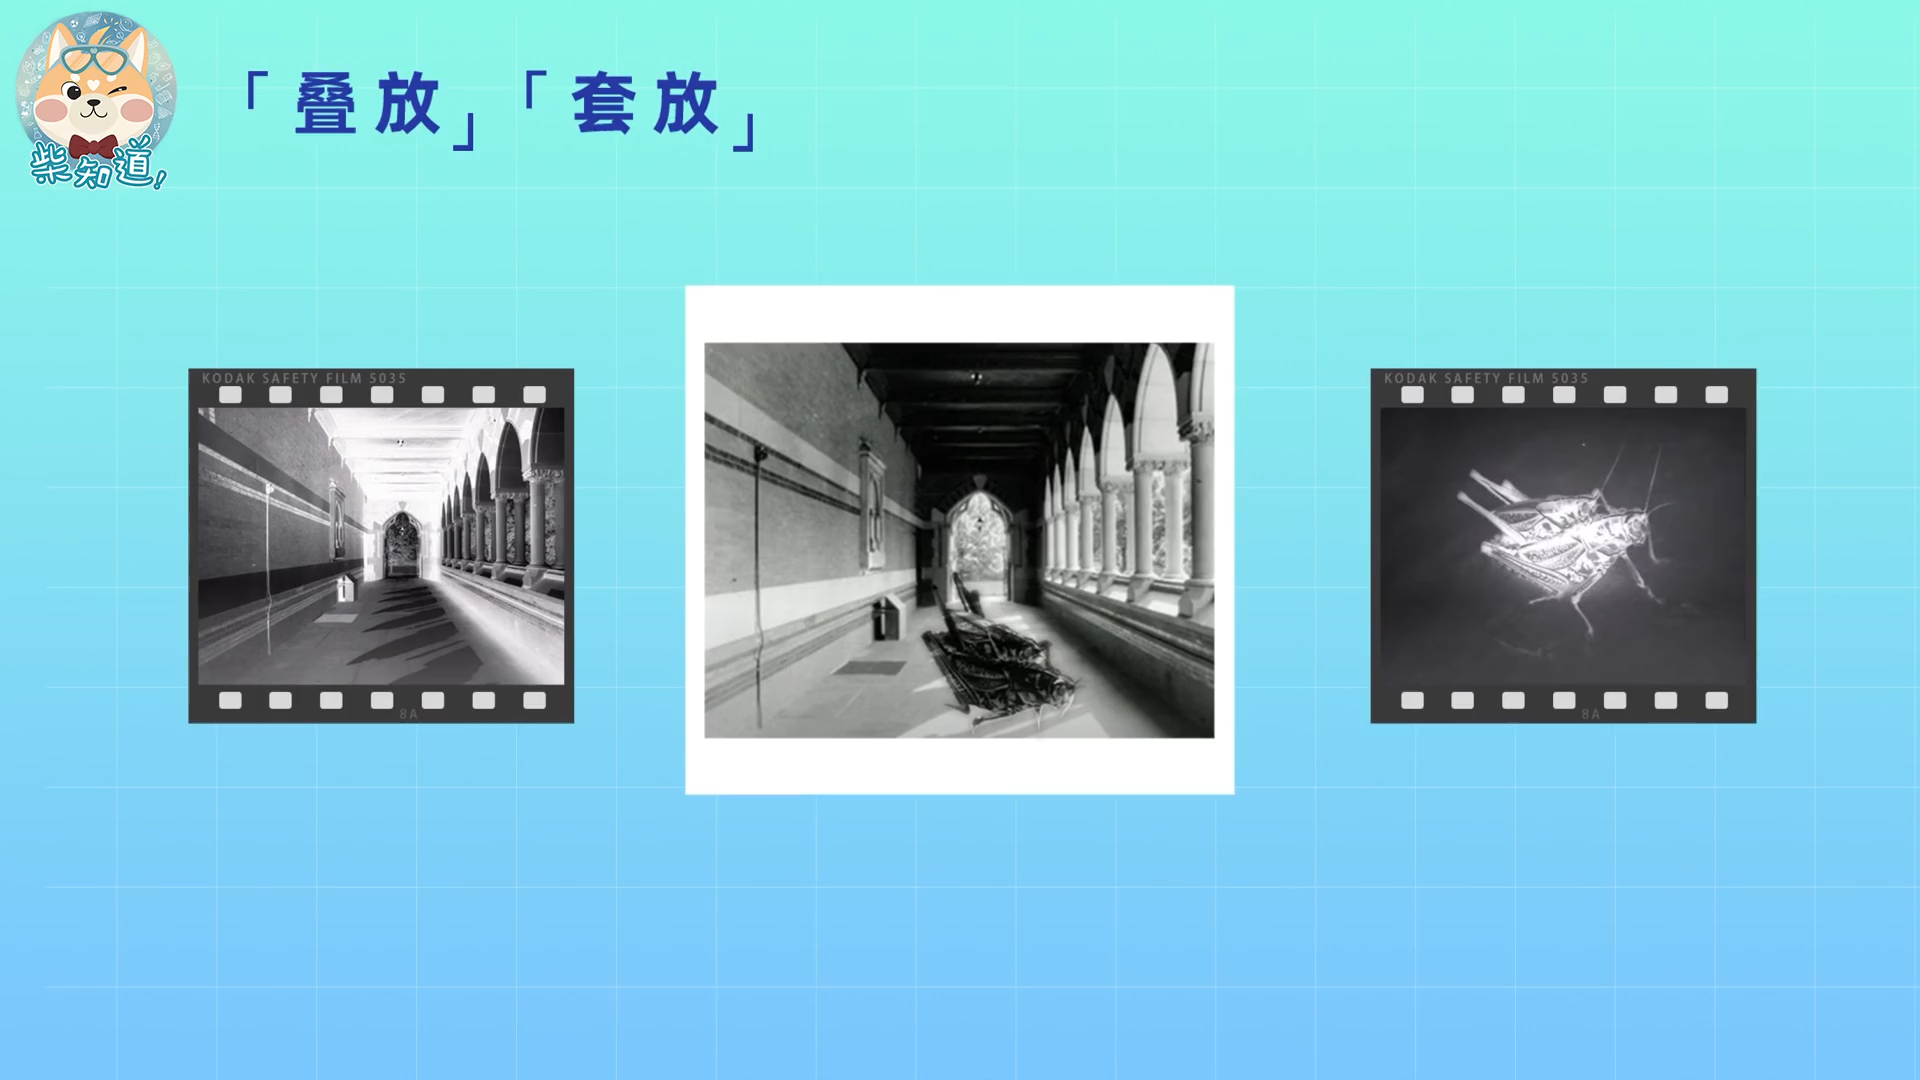 柴知道!
「叠放」「套放」
KODAK SAFETY FILM 5035
8A
KODAK SAFETY FILM 5035
8A